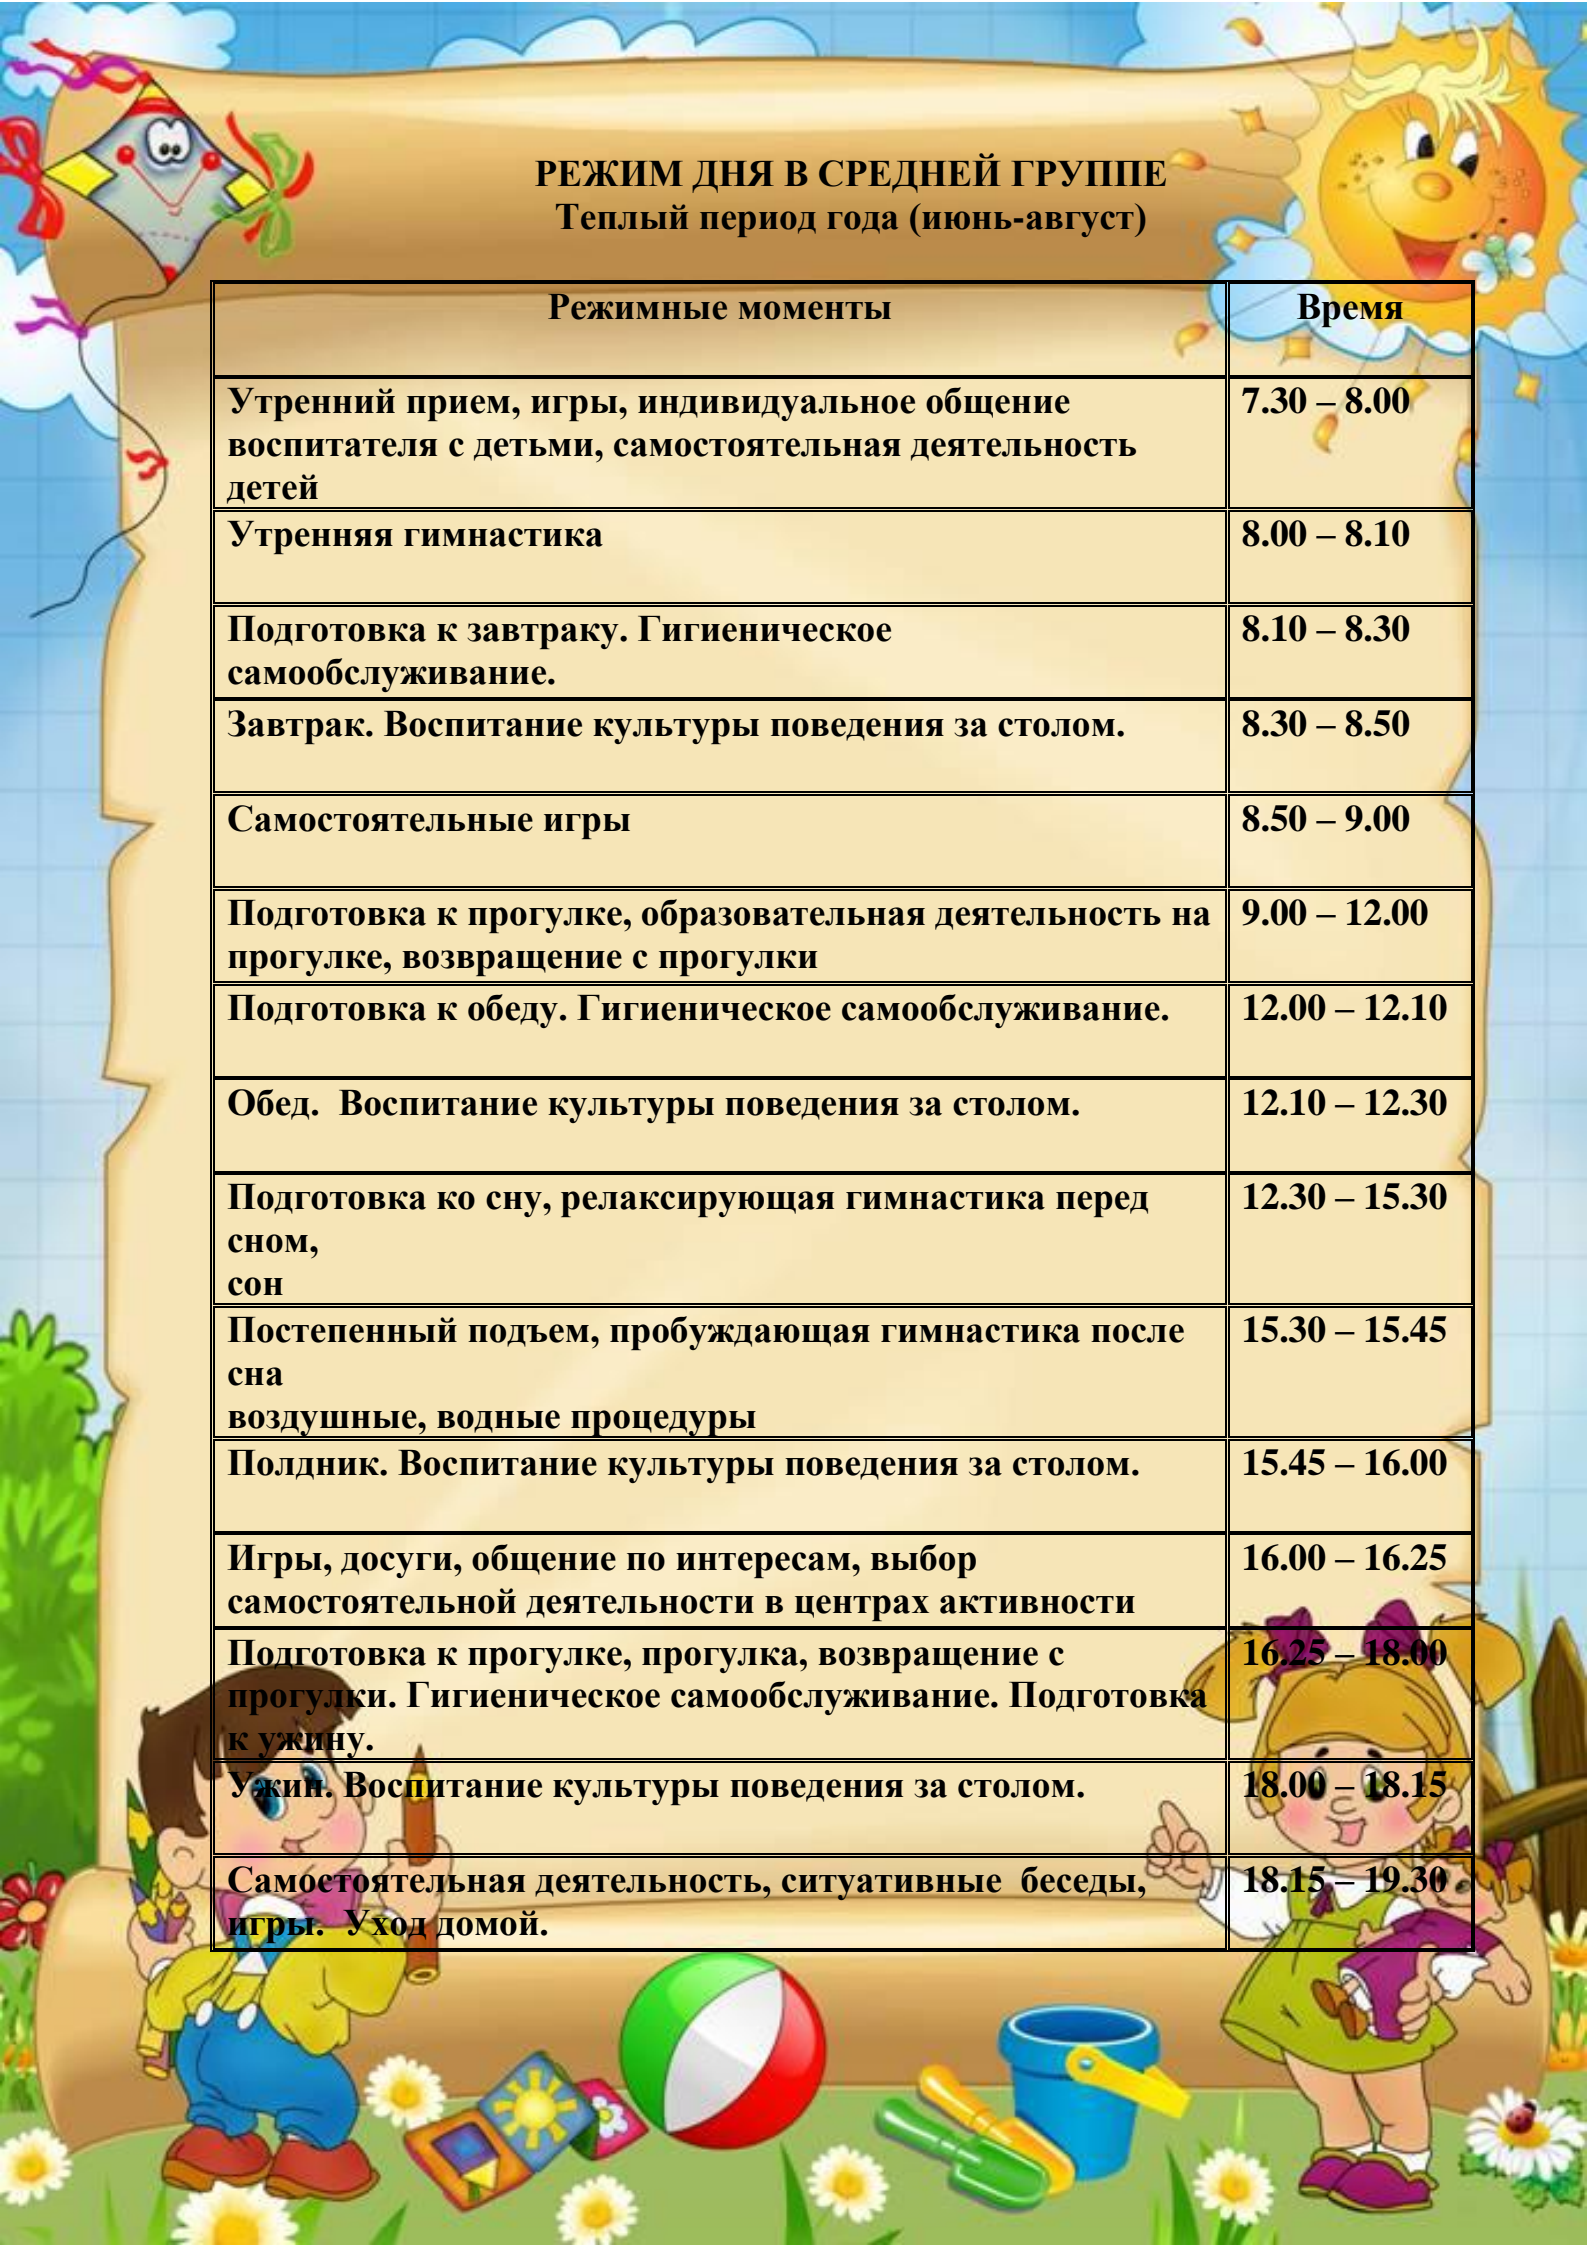 РЕЖИМ ДНЯ В СРЕДНЕЙ ГРУППЕ
Теплый период года (июнь-август)
Режимные моменты
Время
Утренний прием, игры, индивидуальное общение
воспитателя с детьми, самостоятельная деятельность
детей
7.30 – 8.00
Утренняя гимнастика
8.00 – 8.10
Подготовка к завтраку. Гигиеническое
самообслуживание.
8.10 – 8.30
Завтрак. Воспитание культуры поведения за столом.
8.30 – 8.50
Самостоятельные игры
8.50 – 9.00
Подготовка к прогулке, образовательная деятельность на
прогулке, возвращение с прогулки
9.00 – 12.00
Подготовка к обеду. Гигиеническое самообслуживание.
12.00 – 12.10
Обед.  Воспитание культуры поведения за столом.
12.10 – 12.30
Подготовка ко сну, релаксирующая гимнастика перед
сном,
сон
12.30 – 15.30
Постепенный подъем, пробуждающая гимнастика после
сна
воздушные, водные процедуры
15.30 – 15.45
Полдник. Воспитание культуры поведения за столом.
15.45 – 16.00
Игры, досуги, общение по интересам, выбор
самостоятельной деятельности в центрах активности
16.00 – 16.25
Подготовка к прогулке, прогулка, возвращение с
прогулки. Гигиеническое самообслуживание. Подготовка
к ужину.
16.25 – 18.00
Ужин. Воспитание культуры поведения за столом.
18.00 – 18.15
Самостоятельная деятельность, ситуативные  беседы,
игры.  Уход домой.
18.15 – 19.30